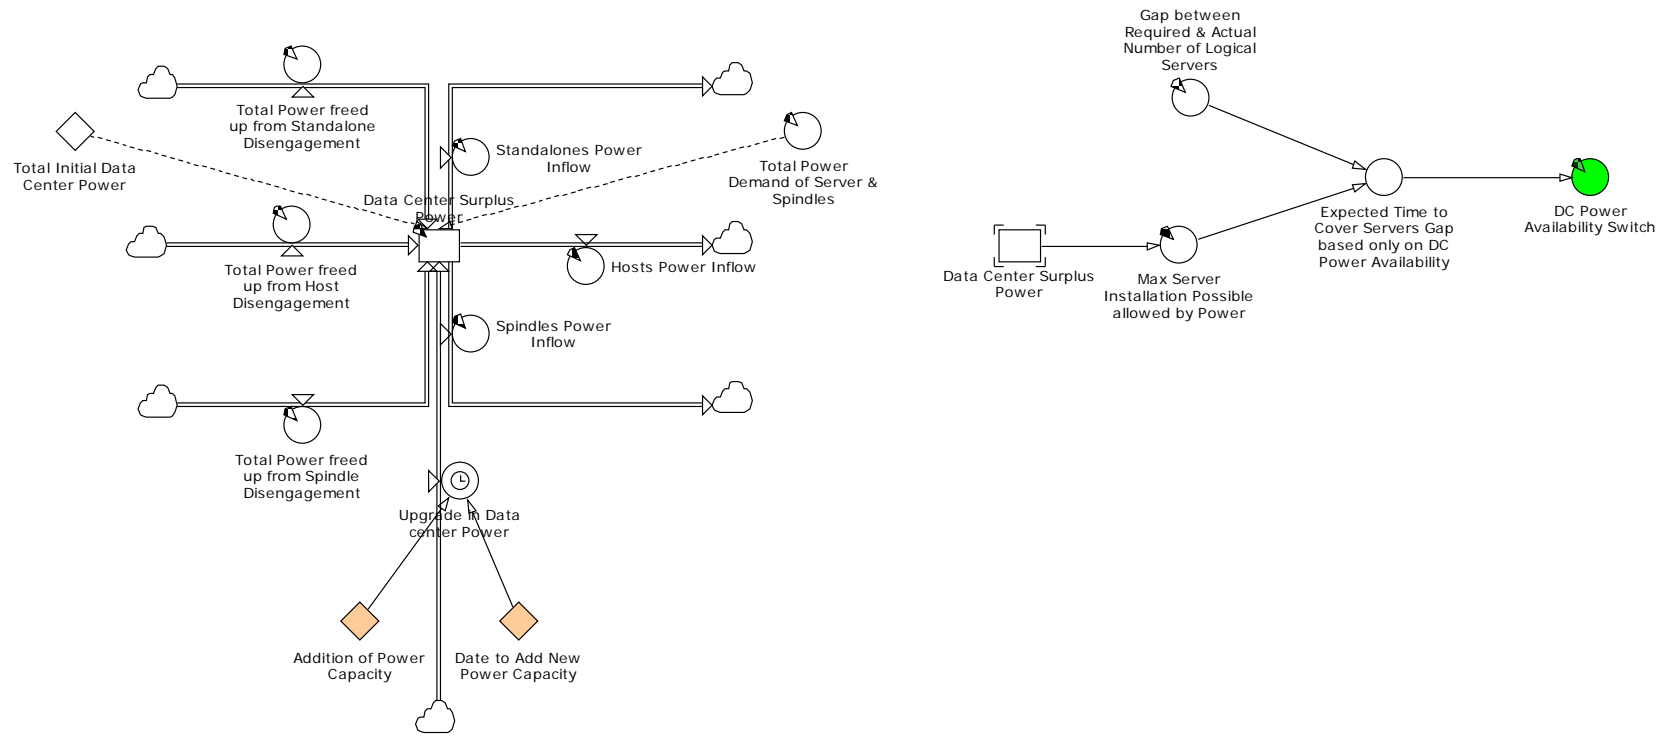 Total Power freed
up from Standalone
Disengagement
Total Initial Data
Center Power
Standalones Power
Inflow
Total Power
Demand of Server &
Spindles
Data Center Surplus
Power
Total Power freed
up from Host
Disengagement
Hosts Power Inflow
Spindles Power
Inflow
Total Power freed
up from Spindle
Disengagement
Upgrade in Data
center Power
Addition of Power
Capacity
Date to Add New
Power Capacity
Gap between
Required & Actual
Number of Logical
Servers
Expected Time to
Cover Servers Gap
based only on DC
Power Availability
DC Power
Availability Switch
Data Center Surplus
Power
Max Server
Installation Possible
allowed by Power